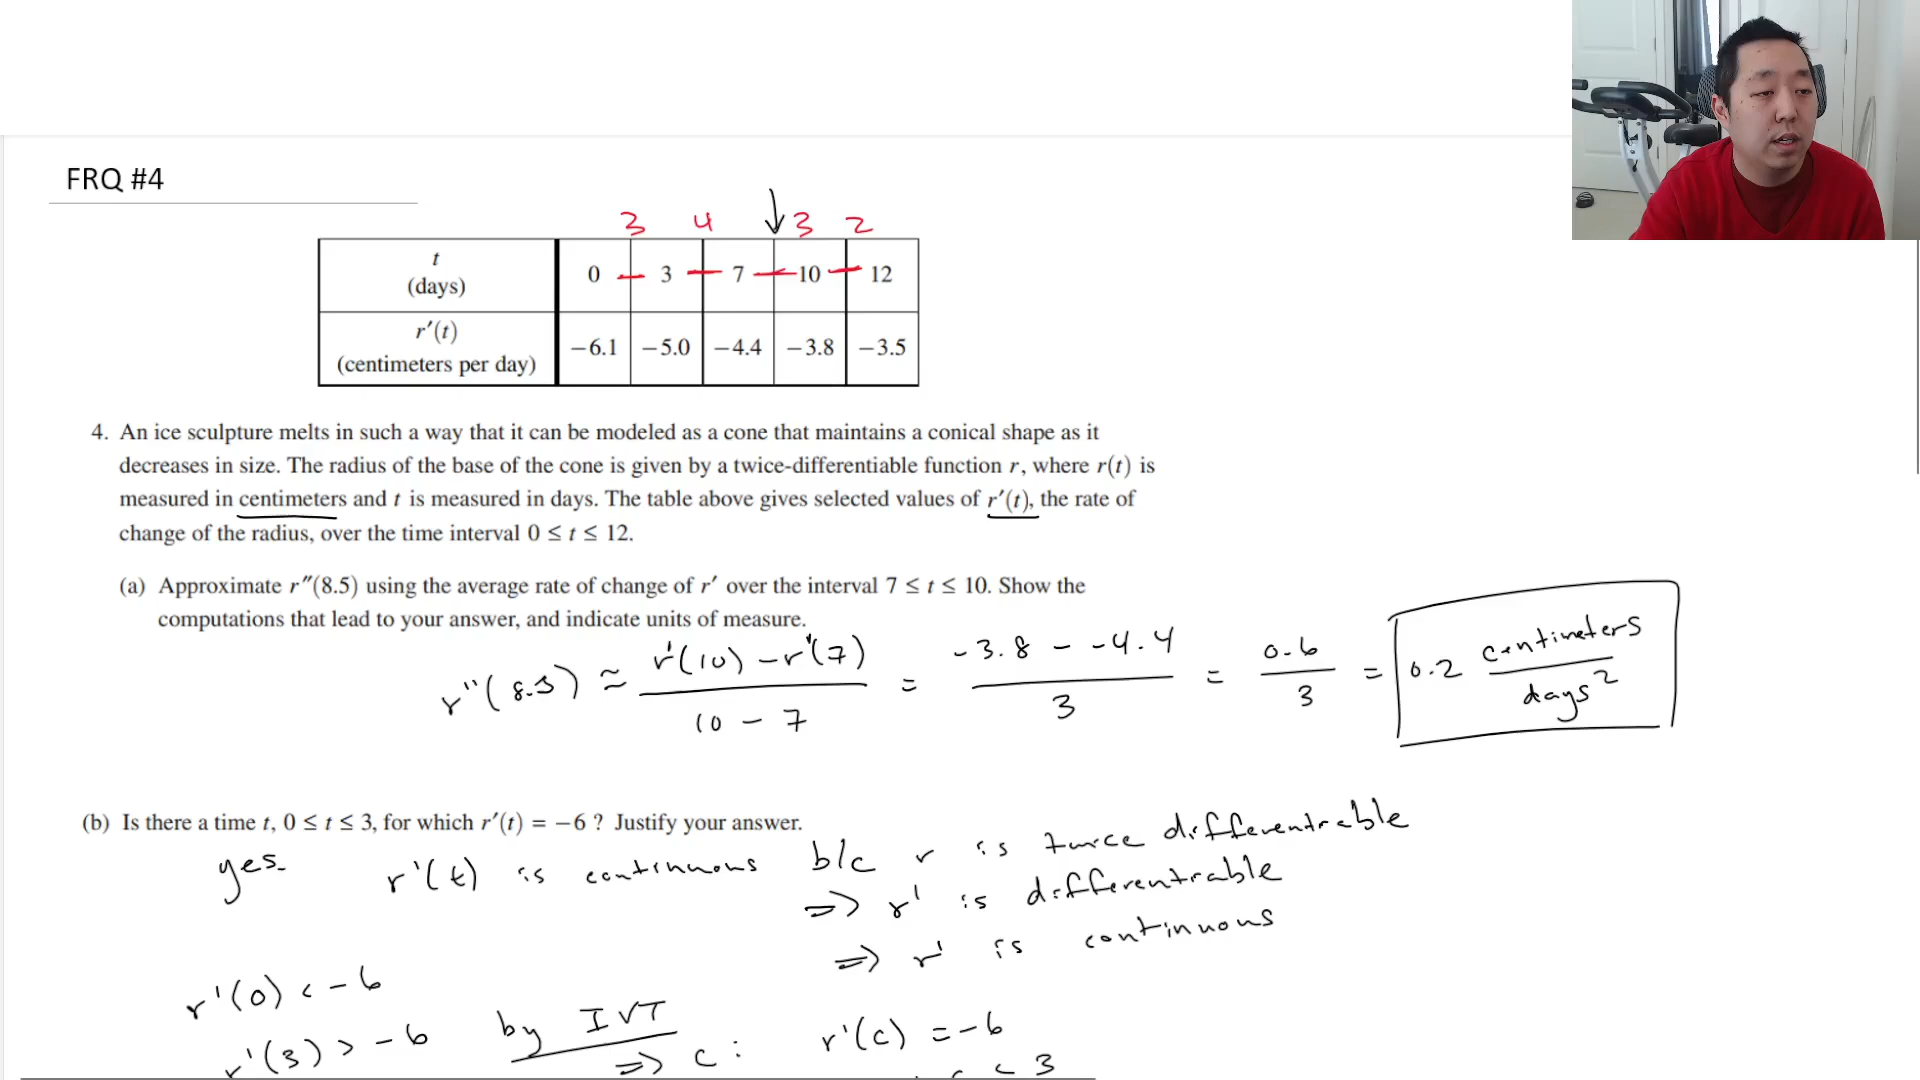 FRQ #4
3 4 3 2
t (days) 0 3 7 10 12
r′(t) (centimeters per day) −6.1 −5.0 −4.4 −3.8 −3.5
4. An ice sculpture melts in such a way that it can be modeled as a cone that maintains a conical shape as it
decreases in size. The radius of the base of the cone is given by a twice-differentiable function r, where r(t) is
measured in centimeters and t is measured in days. The table above gives selected values of r′(t), the rate of
change of the radius, over the time interval 0 ≤ t ≤ 12.
(a) Approximate r″(8.5) using the average rate of change of r′ over the interval 7 ≤ t ≤ 10. Show the
computations that lead to your answer, and indicate units of measure.
r''(8.5) ≈ r'(10) − r'(7) / 10 − 7 = -3.8 − -4.4 / 3 = 0.6 / 3 = 0.2 centimeters / days²
(b) Is there a time t, 0 ≤ t ≤ 3, for which r′(t) = −6 ? Justify your answer.
yes. r'(t) is continuous b/c r is twice differentiable
=> r' is differentiable
=> r' is continuous
r'(0) < -6
r'(3) > -6 by IVT
=> c : r'(c) = -6
c < 3